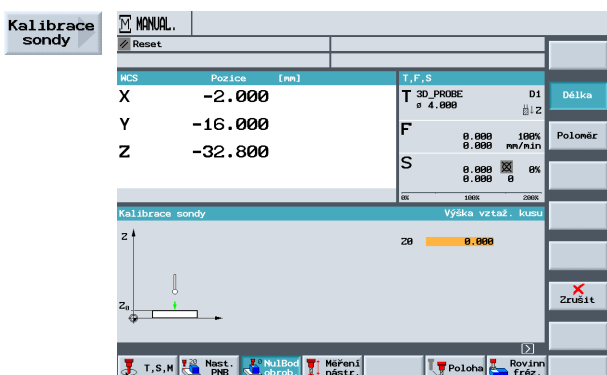 Kalibrace
sondy
M MANUAL.
Reset
WCS Pozice [mm]
X -2.000
Y -16.000
Z -32.800
T,F,S
T 3D_PROBE D1
ø 4.000 Z
F 0.000 100%
0.000 mm/min
S 0.000 0%
0.000 0
0% 100% 200%
Kalibrace sondy Výška vztaž. kusu
Z
Z0
Z0 0.000
Délka
Poloměr
Zrušit
T,S,M
Nast.
PNB
NulBod
obrob.
Měření
nástr.
Poloha
Rovinn
fréz.